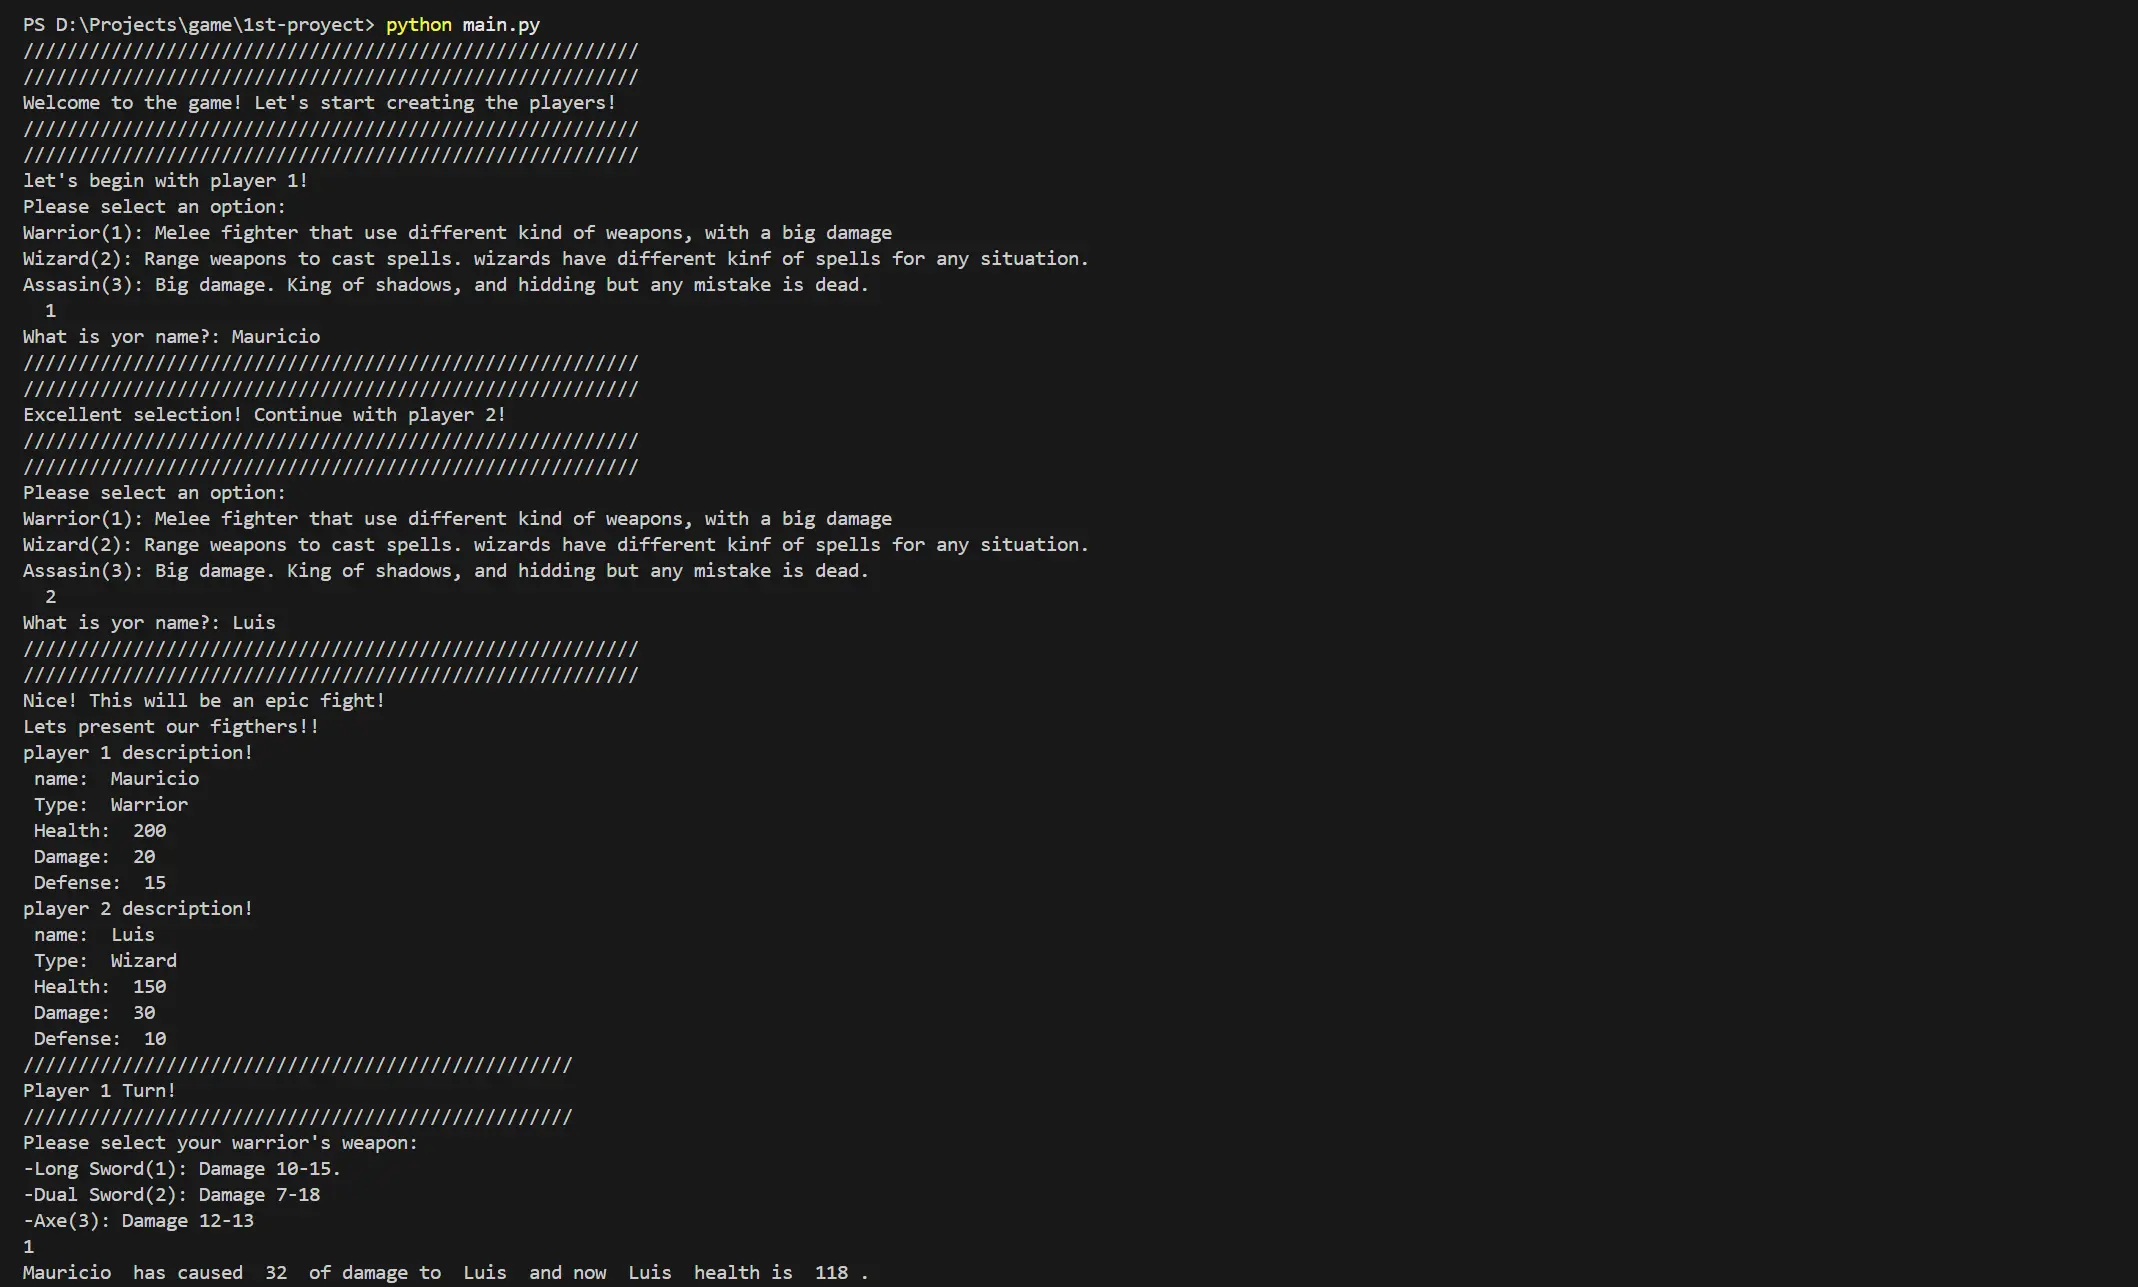 PS D:\Projects\game\1st-proyect> python main.py
////////////////////////////////////////////////////////
////////////////////////////////////////////////////////
Welcome to the game! Let's start creating the players!
////////////////////////////////////////////////////////
////////////////////////////////////////////////////////
let's begin with player 1!
Please select an option:
Warrior(1): Melee fighter that use different kind of weapons, with a big damage
Wizard(2): Range weapons to cast spells. wizards have different kinf of spells for any situation.
Assasin(3): Big damage. King of shadows, and hidding but any mistake is dead.
  1
What is yor name?: Mauricio
////////////////////////////////////////////////////////
////////////////////////////////////////////////////////
Excellent selection! Continue with player 2!
////////////////////////////////////////////////////////
////////////////////////////////////////////////////////
Please select an option:
Warrior(1): Melee fighter that use different kind of weapons, with a big damage
Wizard(2): Range weapons to cast spells. wizards have different kinf of spells for any situation.
Assasin(3): Big damage. King of shadows, and hidding but any mistake is dead.
  2
What is yor name?: Luis
////////////////////////////////////////////////////////
////////////////////////////////////////////////////////
Nice! This will be an epic fight!
Lets present our figthers!!
player 1 description!
 name:  Mauricio
 Type:  Warrior
 Health:  200
 Damage:  20
 Defense:  15
player 2 description!
 name:  Luis
 Type:  Wizard
 Health:  150
 Damage:  30
 Defense:  10
//////////////////////////////////////////////////
Player 1 Turn!
//////////////////////////////////////////////////
Please select your warrior's weapon:
-Long Sword(1): Damage 10-15.
-Dual Sword(2): Damage 7-18
-Axe(3): Damage 12-13
1
Mauricio  has caused  32  of damage to  Luis  and now  Luis  health is  118 .